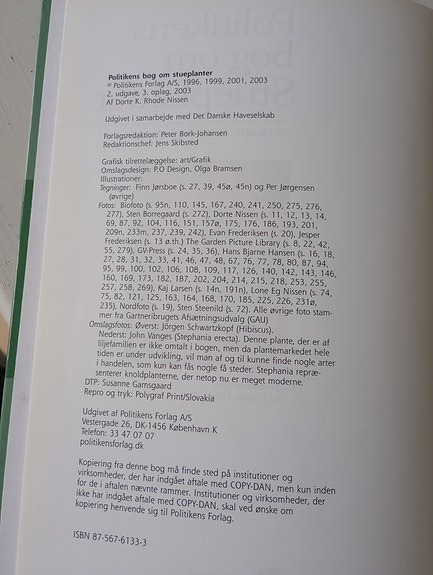 Politikens bog om stueplanter
© Politikens Forlag A/S, 1996, 1999, 2001, 2003
2. udgave, 3. oplag, 2003
Af Dorte K. Rhode Nissen
Udgivet i samarbejde med Det Danske Haveselskab
Forlagsredaktion: Peter Bork-Johansen
Redaktionschef: Jens Skibsted
Grafisk tilrettelæggelse: art/Grafik
Omslagsdesign: P.O Design, Olga Bramsen
Illustrationer:
Tegninger: Finn Jørsboe (s. 27, 39, 45ø, 45n) og Per Jørgensen
(øvrige)
Fotos: Biofoto (s. 95n, 110, 145, 167, 240, 241, 250, 275, 276,
277), Sten Borregaard (s. 272), Dorte Nissen (s. 11, 12, 13, 14,
69, 87, 92, 104, 116, 151, 157ø, 175, 176, 186, 193, 201,
209n, 233m, 237, 239, 242), Evan Frederiksen (s. 20), Jesper
Frederiksen (s. 13 ø.th.) The Garden Picture Library (s. 8, 22, 42,
55, 279), GV-Press (s. 24, 35, 36), Hans Bjarne Hansen (s. 16, 18,
27, 28, 31, 32, 33, 41, 46, 47, 48, 67, 76, 77, 78, 80, 87, 94,
95, 99, 100, 102, 106, 108, 109, 117, 126, 140, 142, 143, 146,
160, 169, 173, 182, 187, 202, 204, 214, 215, 218, 253, 255,
257, 258, 269), Kaj Larsen (s. 14n, 191n), Lone Eg Nissen (s. 74,
75, 82, 121, 125, 163, 164, 168, 170, 185, 225, 226, 231ø,
235), Nordfoto (s. 19), Sten Steenild (s. 72). Alle øvrige foto stam-
mer fra Gartneribrugets Afsætningsudvalg (GAU)
Omslagsfotos: Øverst: Jörgen Schwartzkopf (Hibiscus).
Nederst: John Vanges (Stephania erecta). Denne plante, der er af
liljefamilien er ikke omtalt i bogen, men da plantemarkedet hele
tiden er under udvikling, vil man af og til kunne finde nogle arter
i handelen, som kun kan fås nogle få steder. Stephania repræ-
senterer knoldplanterne, der netop nu er meget moderne.
DTP: Susanne Gamsgaard
Repro og tryk: Polygraf Print/Slovakia
Udgivet af Politikens Forlag A/S
Vestergade 26, DK-1456 København K
Telefon: 33 47 07 07
politikensforlag.dk
Kopiering fra denne bog må finde sted på institutioner og
virksomheder, der har indgået aftale med COPY-DAN, men kun inden
for de i aftalen nævnte rammer. Institutioner og virksomheder, der
ikke har indgået aftale med COPY-DAN, skal ved ønske om
kopiering henvende sig til Politikens Forlag.
ISBN 87-567-6133-3